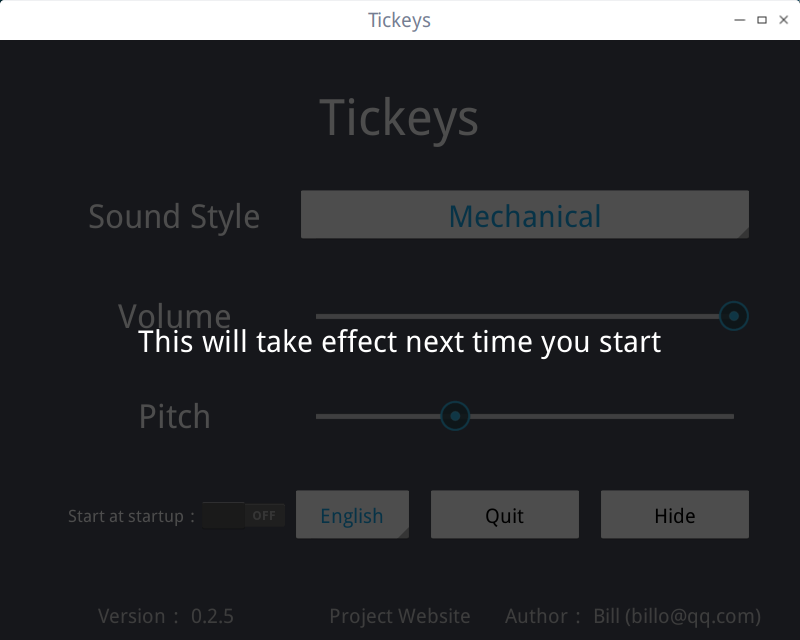 Tickeys
Tickeys
Sound Style
Mechanical
Volume
This will take effect next time you start
Pitch
Start at startup : OFF
English
Quit
Hide
Version : 0.2.5
Project Website
Author : Bill (billo@qq.com)